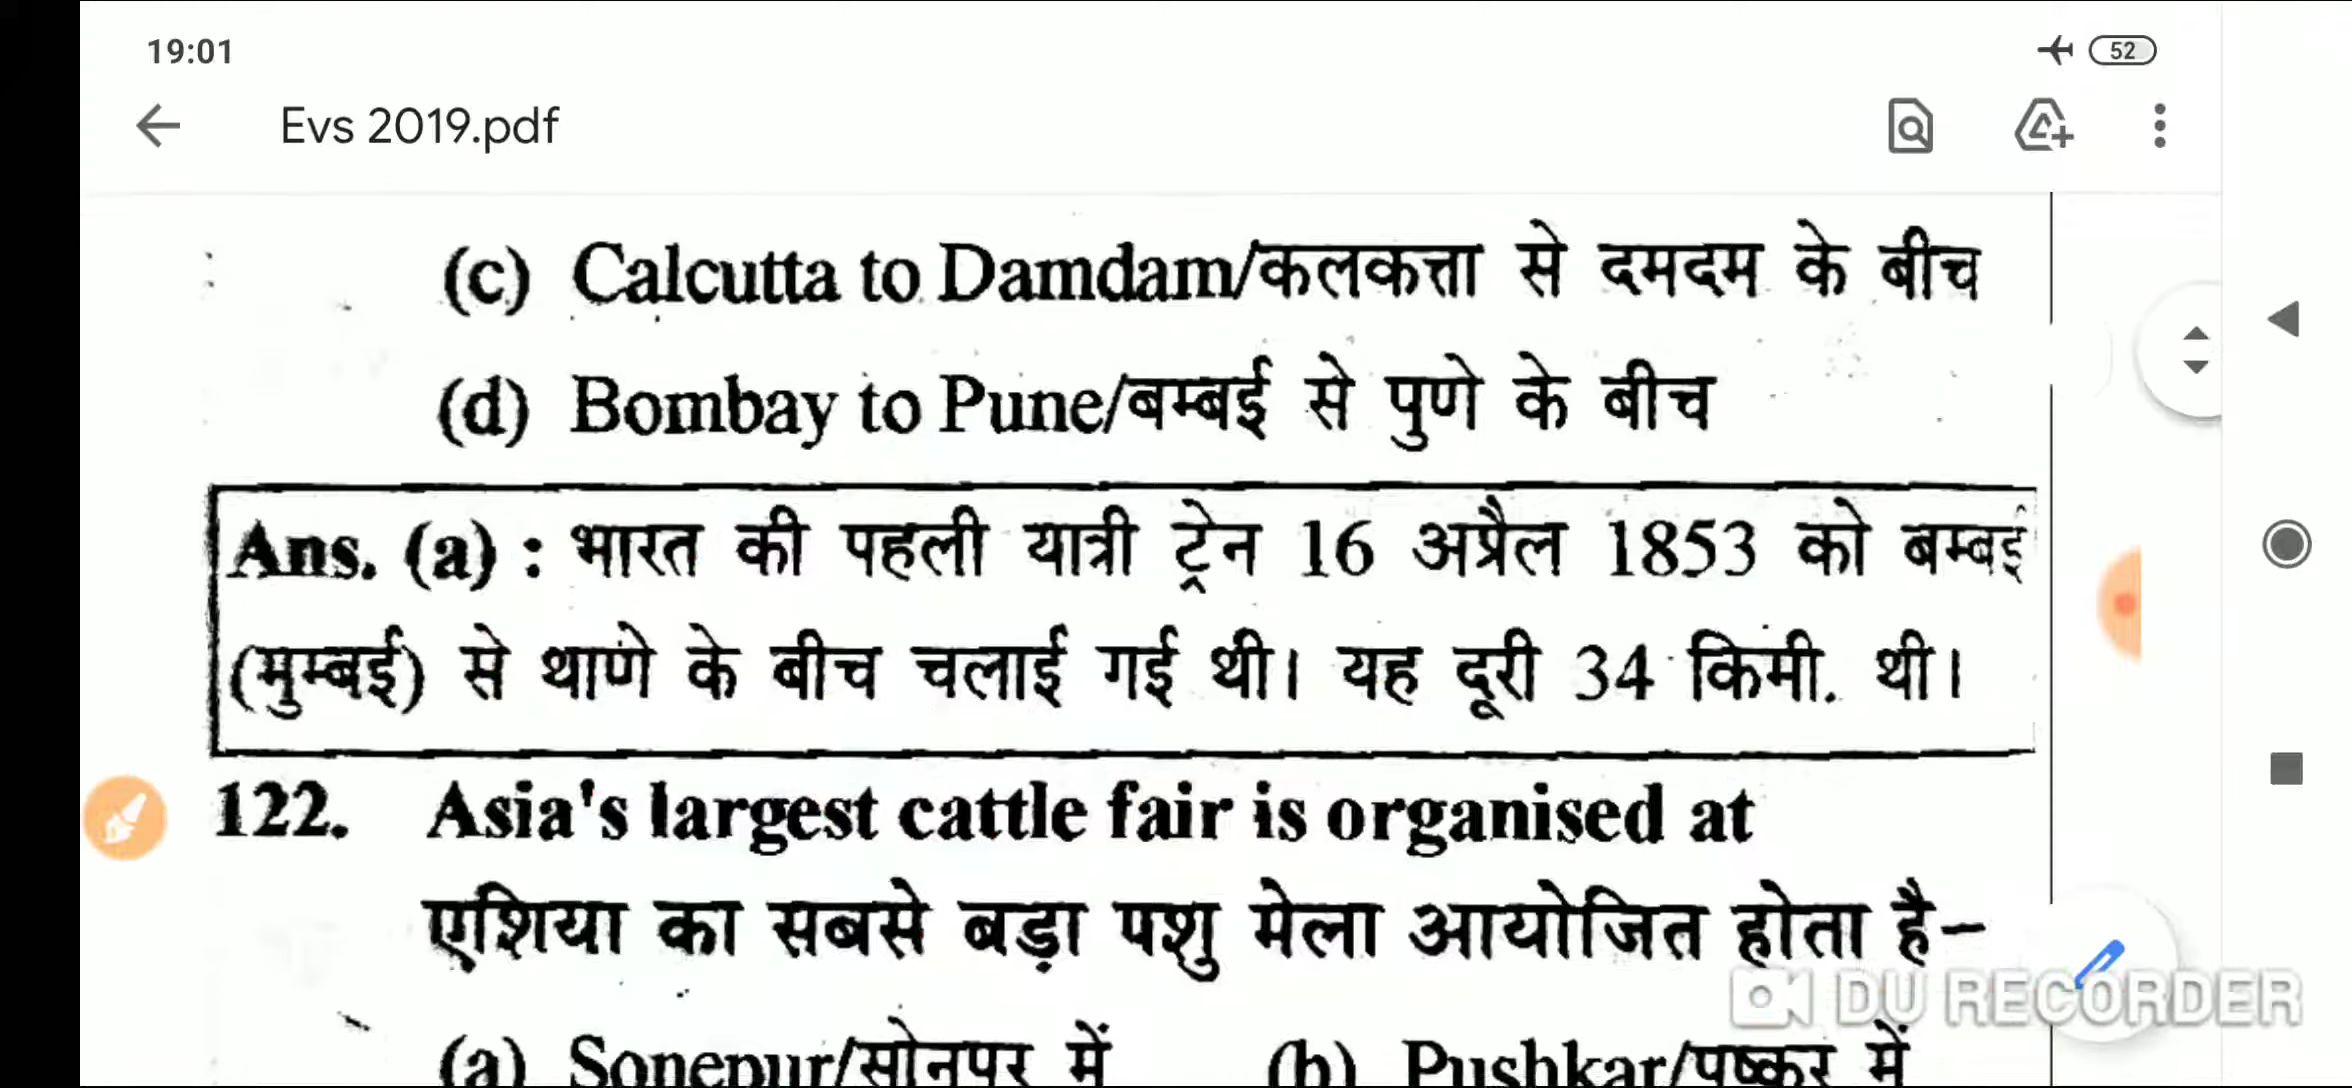 19:01
52
Evs 2019.pdf
(c) Calcutta to Damdam/कलकत्ता से दमदम के बीच
(d) Bombay to Pune/बम्बई से पुणे के बीच
Ans. (a) : भारत की पहली यात्री ट्रेन 16 अप्रैल 1853 को बम्बई
(मुम्बई) से थाणे के बीच चलाई गई थी। यह दूरी 34 किमी. थी।
122. Asia's largest cattle fair is organised at
एशिया का सबसे बड़ा पशु मेला आयोजित होता है–
DU RECORDER
(a) Sonepur/सोनपुर में (b) Pushkar/पुष्कर में